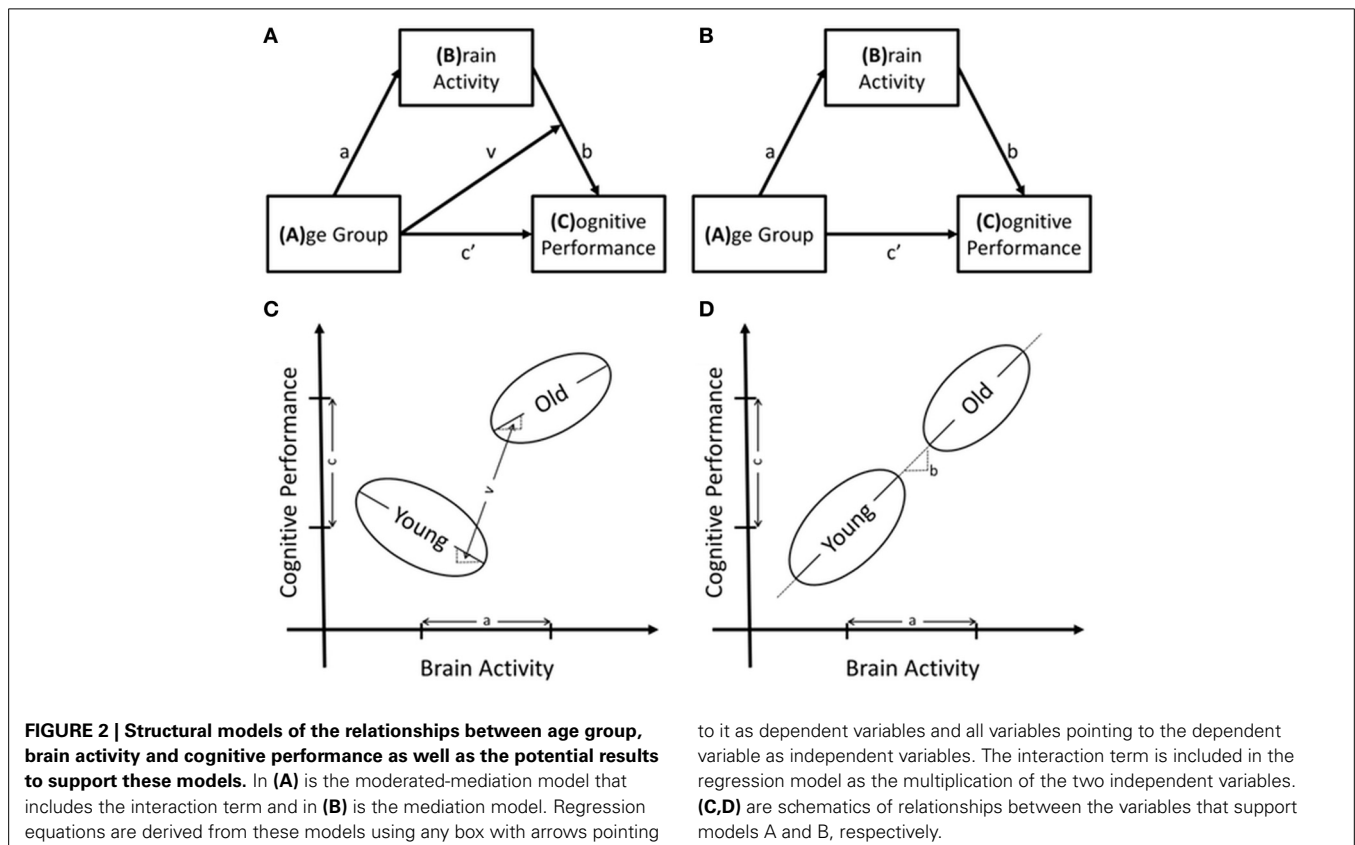 A
(B)rain
Activity
a
v
b
(A)ge Group
c'
(C)ognitive
Performance
B
(B)rain
Activity
a
b
(A)ge Group
c'
(C)ognitive
Performance
C
Cognitive Performance
c
Old
v
Young
a
Brain Activity
D
Cognitive Performance
c
Old
b
Young
a
Brain Activity
FIGURE 2 | Structural models of the relationships between age group,
brain activity and cognitive performance as well as the potential results
to support these models. In (A) is the moderated-mediation model that
includes the interaction term and in (B) is the mediation model. Regression
equations are derived from these models using any box with arrows pointing
to it as dependent variables and all variables pointing to the dependent
variable as independent variables. The interaction term is included in the
regression model as the multiplication of the two independent variables.
(C,D) are schematics of relationships between the variables that support
models A and B, respectively.